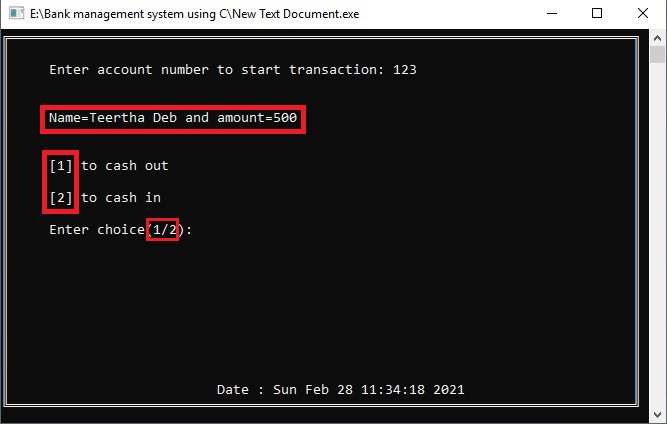 E:\Bank management system using C\New Text Document.exe
Enter account number to start transaction: 123
Name=Teertha Deb and amount=500
[1] to cash out
[2] to cash in
Enter choice(1/2):
Date : Sun Feb 28 11:34:18 2021